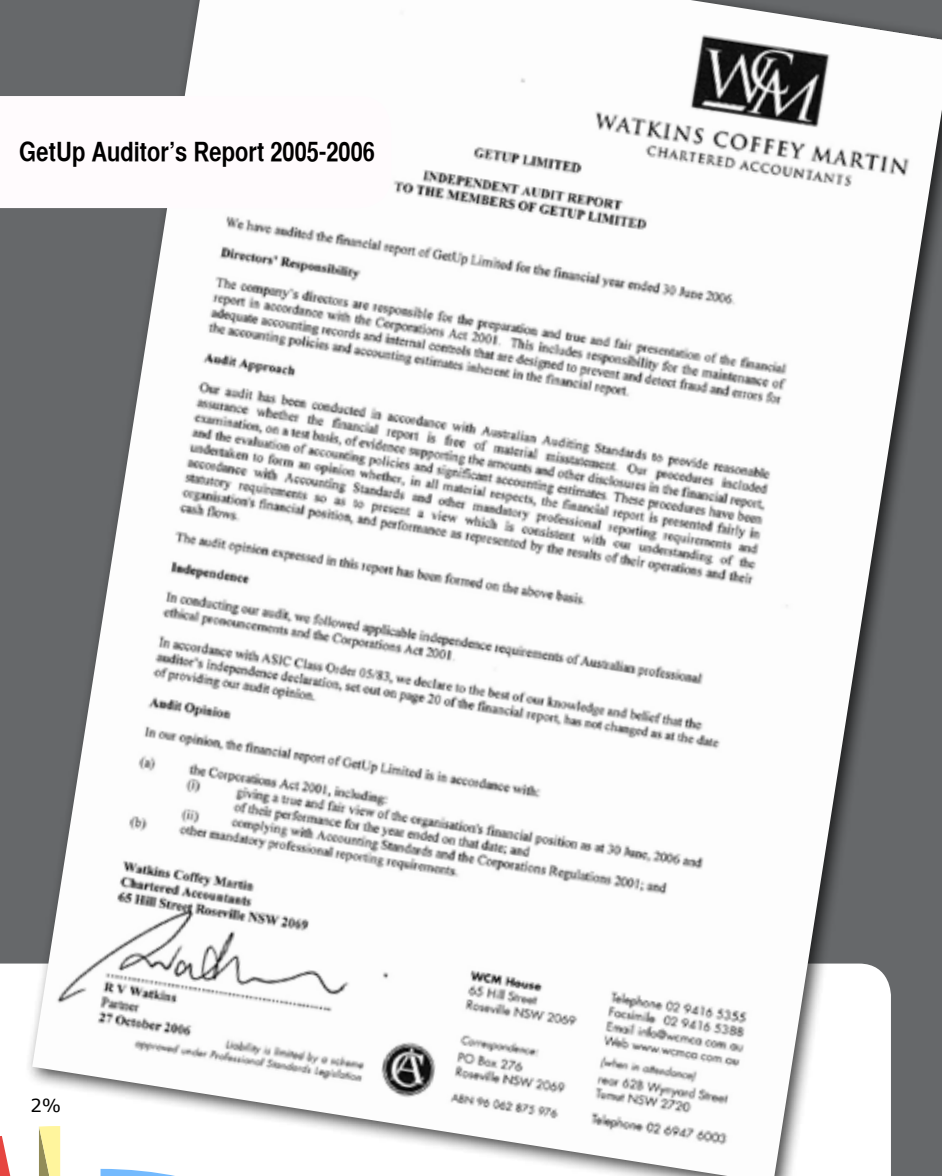 WCM
WATKINS COFFEY MARTIN
CHARTERED ACCOUNTANTS
GetUp Auditor's Report 2005-2006
GETUP LIMITED
INDEPENDENT AUDIT REPORT
TO THE MEMBERS OF GETUP LIMITED
We have audited the financial report of GetUp Limited for the financial year ended 30 June 2006.
Directors' Responsibility
The company's directors are responsible for the preparation and true and fair presentation of the financial
report in accordance with the Corporations Act 2001. This includes responsibility for the maintenance of
adequate accounting records and internal controls that are designed to prevent and detect fraud and errors for
the accounting policies and accounting estimates inherent in the financial report.
Audit Approach
Our audit has been conducted in accordance with Australian Auditing Standards to provide reasonable
assurance whether the financial report is free of material misstatement. Our procedures included
examination, on a test basis, of evidence supporting the amounts and other disclosures in the financial report,
and the evaluation of accounting policies and significant accounting estimates. These procedures have been
undertaken to form an opinion whether, in all material respects, the financial report is presented fairly in
accordance with Accounting Standards and other mandatory professional reporting requirements and
statutory requirements so as to present a view which is consistent with our understanding of the
organisation's financial position, and performance as represented by the results of their operations and their
cash flows.
The audit opinion expressed in this report has been formed on the above basis.
Independence
In conducting our audit, we followed applicable independence requirements of Australian professional
ethical pronouncements and the Corporations Act 2001.
In accordance with ASIC Class Order 05/83, we declare to the best of our knowledge and belief that the
auditor's independence declaration, set out on page 20 of the financial report, has not changed as at the date
of providing our audit opinion.
Audit Opinion
In our opinion, the financial report of GetUp Limited is in accordance with:
(a) the Corporations Act 2001, including:
(i) giving a true and fair view of the organisation's financial position as at 30 June, 2006 and
of their performance for the year ended on that date; and
(ii) complying with Accounting Standards and the Corporations Regulations 2001; and
(b) other mandatory professional reporting requirements.
Watkins Coffey Martin
Chartered Accountants
65 Hill Street Roseville NSW 2069
R V Watkins
Partner
27 October 2006
Liability is limited by a scheme
approved under Professional Standards Legislation
WCM House
65 Hill Street
Roseville NSW 2069
Correspondence:
PO Box 276
Roseville NSW 2069
ABN 96 062 875 976
Telephone 02 9416 5355
Facsimile 02 9416 5388
Email info@wcmca com au
Web www.wcmca com au
(when in attendance)
rear 628 Wynyard Street
Tumut NSW 2720
Telephone 02 6947 6003
2%